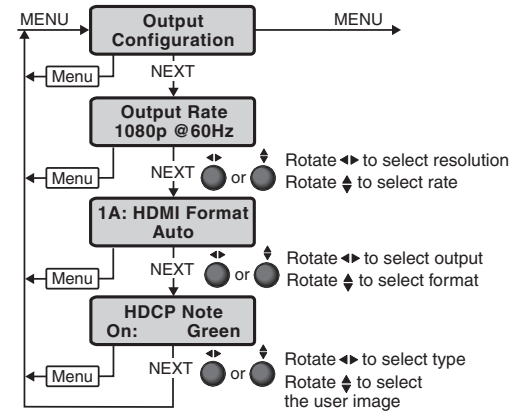 MENU
Output
Configuration
MENU
Menu
NEXT
Output Rate
1080p @60Hz
Menu
NEXT
or
Rotate ◂▸ to select resolution
Rotate ▴▾ to select rate
1A: HDMI Format
Auto
Menu
NEXT
or
Rotate ◂▸ to select output
Rotate ▴▾ to select format
HDCP Note
On: Green
Menu
NEXT
or
Rotate ◂▸ to select type
Rotate ▴▾ to select
the user image